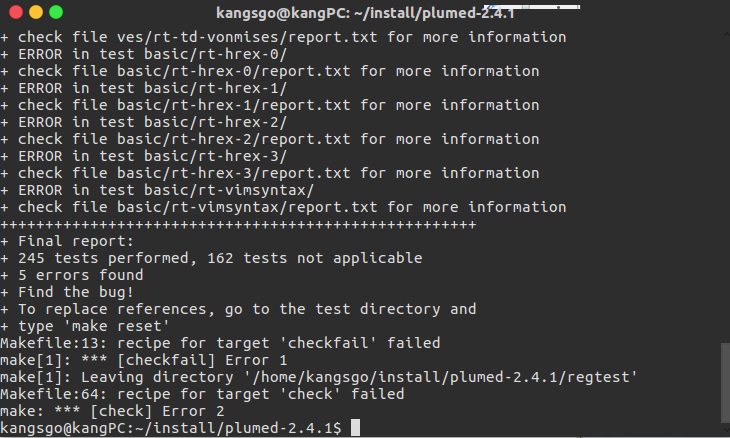 kangsgo@kangPC: ~/install/plumed-2.4.1
+ check file ves/rt-td-vonmises/report.txt for more information
+ ERROR in test basic/rt-hrex-0/
+ check file basic/rt-hrex-0/report.txt for more information
+ ERROR in test basic/rt-hrex-1/
+ check file basic/rt-hrex-1/report.txt for more information
+ ERROR in test basic/rt-hrex-2/
+ check file basic/rt-hrex-2/report.txt for more information
+ ERROR in test basic/rt-hrex-3/
+ check file basic/rt-hrex-3/report.txt for more information
+ ERROR in test basic/rt-vimsyntax/
+ check file basic/rt-vimsyntax/report.txt for more information
+++++++++++++++++++++++++++++++++++++++++++++++++++++
+ Final report:
+ 245 tests performed, 162 tests not applicable
+ 5 errors found
+ Find the bug!
+ To replace references, go to the test directory and
+ type 'make reset'
Makefile:13: recipe for target 'checkfail' failed
make[1]: *** [checkfail] Error 1
make[1]: Leaving directory '/home/kangsgo/install/plumed-2.4.1/regtest'
Makefile:64: recipe for target 'check' failed
make: *** [check] Error 2
kangsgo@kangPC:~/install/plumed-2.4.1$